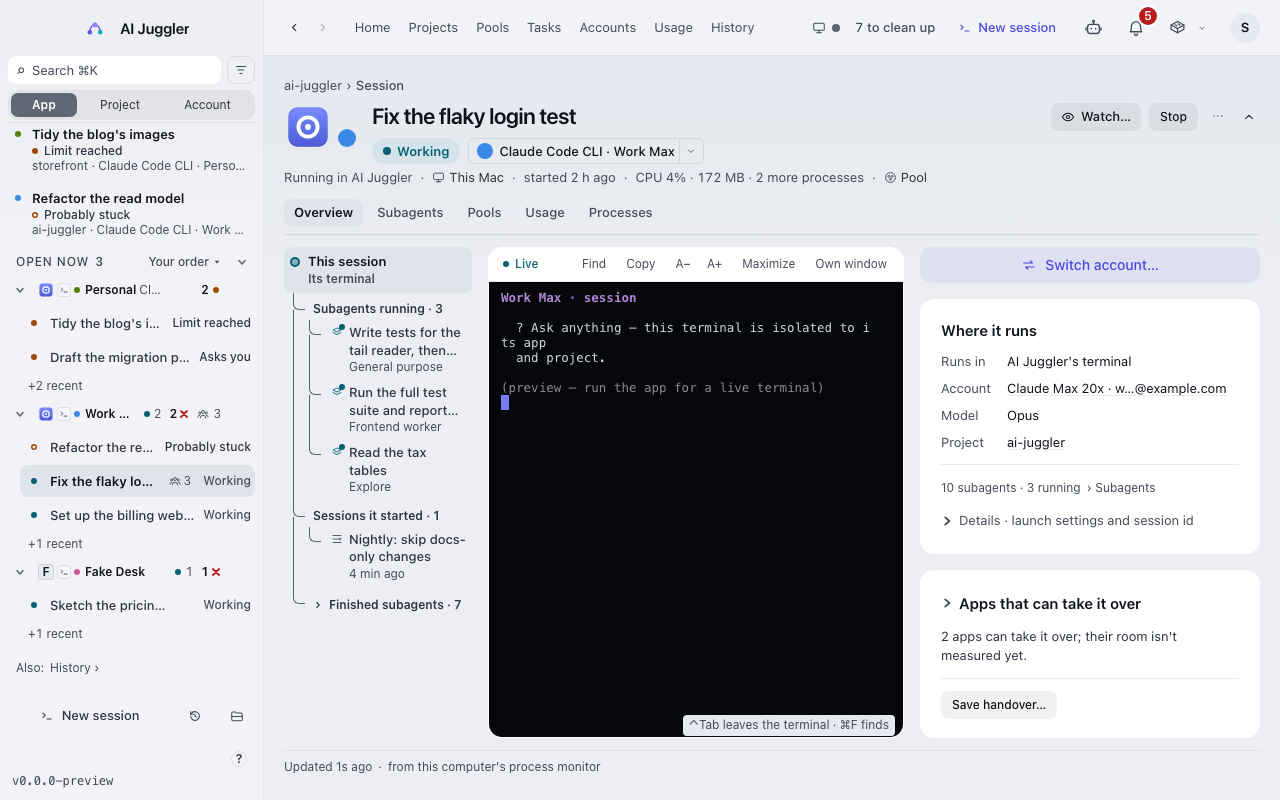 AI Juggler
Search ⌘K
App Project Account
Tidy the blog's images
Limit reached
storefront · Claude Code CLI · Perso...
Refactor the read model
Probably stuck
ai-juggler · Claude Code CLI · Work ...
OPEN NOW 3 Your order
Personal Cl... 2
Tidy the blog's i... Limit reached
Draft the migration p... Asks you
+2 recent
Work ... 2 2 3
Refactor the re... Probably stuck
Fix the flaky lo... 3 Working
Set up the billing web... Working
+1 recent
F Fake Desk 1 1
Sketch the pricin... Working
+1 recent
Also: History ›
New session
?
v0.0.0-preview
Home Projects Pools Tasks Accounts Usage History
7 to clean up
New session
5
S
ai-juggler › Session
Fix the flaky login test
Watch... Stop ...
Working
Claude Code CLI · Work Max
Running in AI Juggler · This Mac · started 2 h ago · CPU 4% · 172 MB · 2 more processes · Pool
Overview Subagents Pools Usage Processes
This session
Its terminal
Subagents running · 3
Write tests for the
tail reader, then...
General purpose
Run the full test
suite and report...
Frontend worker
Read the tax
tables
Explore
Sessions it started · 1
Nightly: skip docs-
only changes
4 min ago
Finished subagents · 7
Live Find Copy A− A+ Maximize Own window
Work Max · session
? Ask anything — this terminal is isolated to i
ts app
and project.
(preview — run the app for a live terminal)
^Tab leaves the terminal · ⌘F finds
Switch account...
Where it runs
Runs in AI Juggler's terminal
Account Claude Max 20x · w...@example.com
Model Opus
Project ai-juggler
10 subagents · 3 running › Subagents
Details · launch settings and session id
Apps that can take it over
2 apps can take it over; their room isn't
measured yet.
Save handover...
Updated 1s ago · from this computer's process monitor